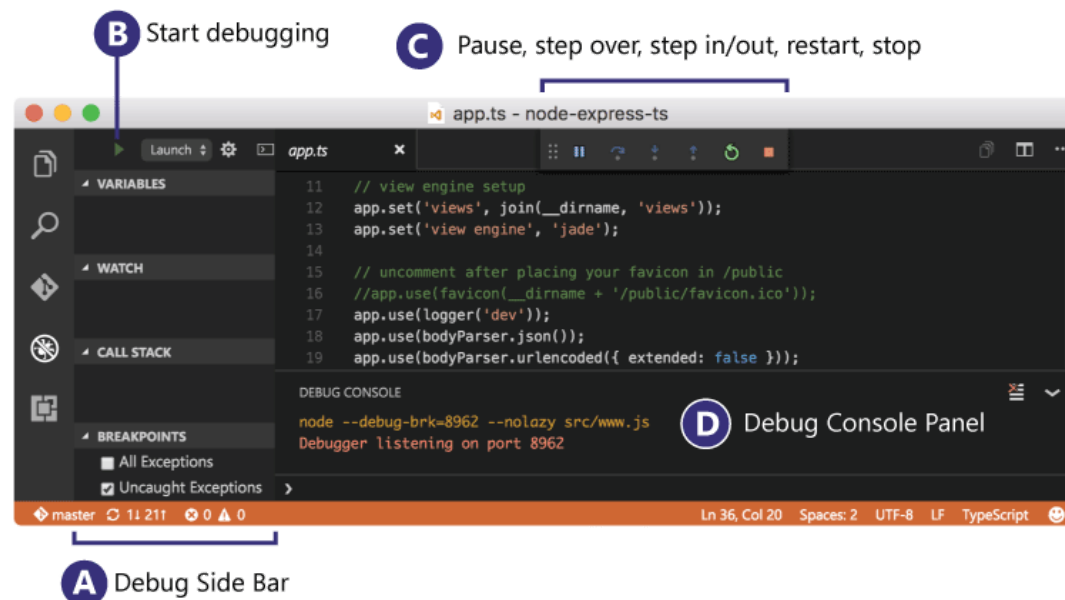 B Start debugging
C Pause, step over, step in/out, restart, stop
app.ts - node-express-ts
Launch
app.ts
VARIABLES
WATCH
CALL STACK
BREAKPOINTS
All Exceptions
Uncaught Exceptions
11 // view engine setup
12 app.set('views', join(__dirname, 'views'));
13 app.set('view engine', 'jade');
14
15 // uncomment after placing your favicon in /public
16 //app.use(favicon(__dirname + '/public/favicon.ico'));
17 app.use(logger('dev'));
18 app.use(bodyParser.json());
19 app.use(bodyParser.urlencoded({ extended: false }));
DEBUG CONSOLE
node --debug-brk=8962 --nolazy src/www.js
Debugger listening on port 8962
D Debug Console Panel
master 1↓ 21↑ 0 0 Ln 36, Col 20 Spaces: 2 UTF-8 LF TypeScript
A Debug Side Bar